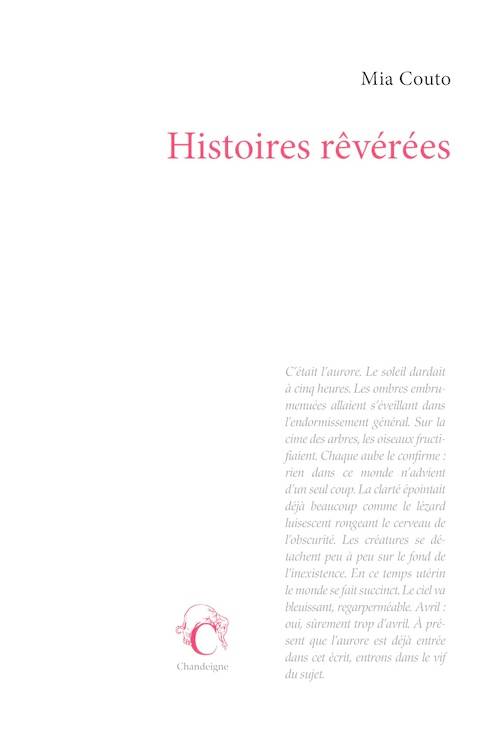 Mia Couto
Histoires rêvérées
C'était l'aurore. Le soleil dardait
à cinq heures. Les ombres embru-
menuées allaient s'éveillant dans
l'endormissement général. Sur la
cime des arbres, les oiseaux fructi-
fiaient. Chaque aube le confirme :
rien dans ce monde n'advient
d'un seul coup. La clarté épointait
déjà beaucoup comme le lézard
luisescent rongeant le cerveau de
l'obscurité. Les créatures se dé-
tachent peu à peu sur le fond de
l'inexistence. En ce temps utérin
le monde se fait succinct. Le ciel va
bleuissant, regarperméable. Avril :
oui, sûrement trop d'avril. À pré-
sent que l'aurore est déjà entrée
dans cet écrit, entrons dans le vif
du sujet.
C
Chandeigne